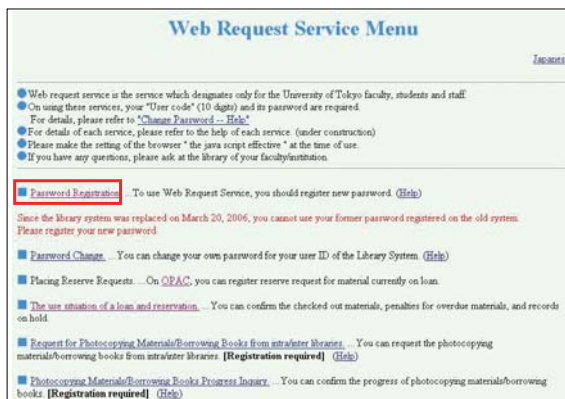 Web Request Service Menu
Japanes
Web request service is the service which designates only for the University of Tokyo faculty, students and staff.
On using these services, your "User code" (10 digits) and its password are required.
For details, please refer to "Change Password -- Help"
For details of each service, please refer to the help of each service. (under construction)
Please make the setting of the browser " the java script effective " at the time of use.
If you have any questions, please ask at the library of your faculty/institution.
Password Registration. ...To use Web Request Service, you should register new password. (Help)
Since the library system was replaced on March 20, 2006, you cannot use your former password registered on the old system.
Please register your new password.
Password Change. ...You can change your own password for your user ID of the Library System. (Help)
Placing Reserve Requests. ...On OPAC, you can register reserve request for material currently on loan.
The use situation of a loan and reservation. ...You can confirm the checked out materials, penalties for overdue materials, and records
on hold.
Request for Photocopying Materials/Borrowing Books from intra/inter libraries. ...You can request the photocopying
materials/borrowing books from intra/inter libraries. [Registration required] (Help)
Photocopying Materials/Borrowing Books Progress Inquiry. ...You can confirm the progress of photocopying materials/borrowing
books. [Registration required] (Help)